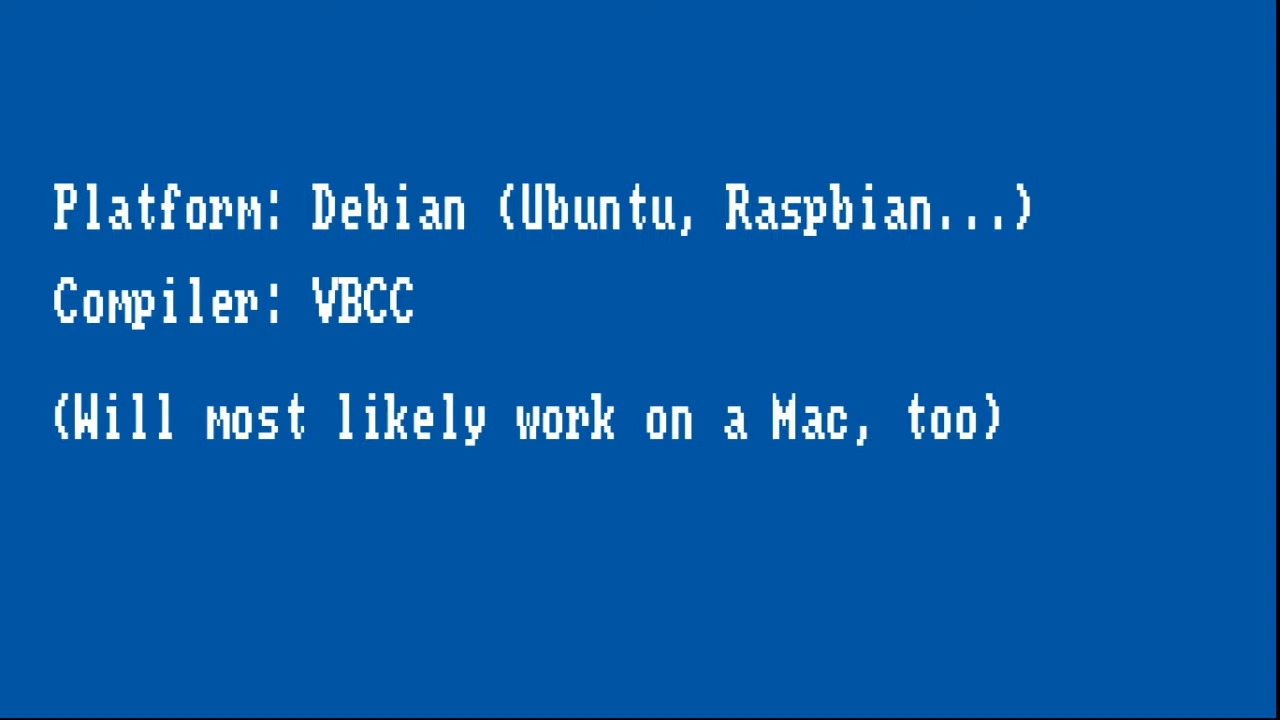 Platform: Debian (Ubuntu, Raspbian...)
Compiler: VBCC
(Will most likely work on a Mac, too)